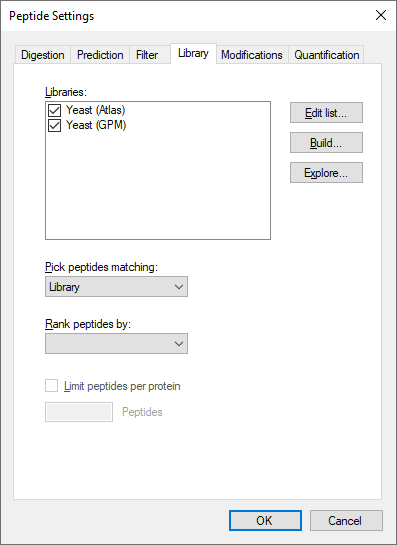 Peptide Settings
Digestion Prediction Filter Library Modifications Quantification
Libraries:
Yeast (Atlas)
Yeast (GPM)
Edit list...
Build...
Explore...
Pick peptides matching:
Library
Rank peptides by:
Limit peptides per protein
Peptides
OK Cancel